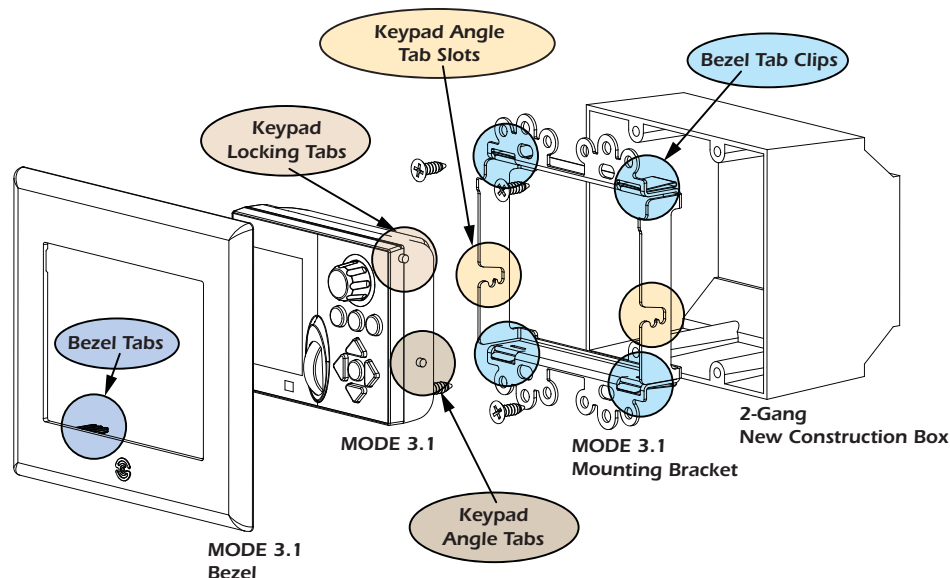 Keypad Angle
Tab Slots
Bezel Tab Clips
Keypad
Locking Tabs
Bezel Tabs
MODE 3.1
2-Gang
New Construction Box
MODE 3.1
Mounting Bracket
Keypad
Angle Tabs
MODE 3.1
Bezel